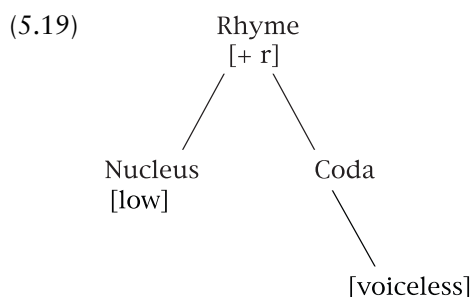 (5.19) Rhyme
[+ r]
Nucleus Coda
[low]
[voiceless]